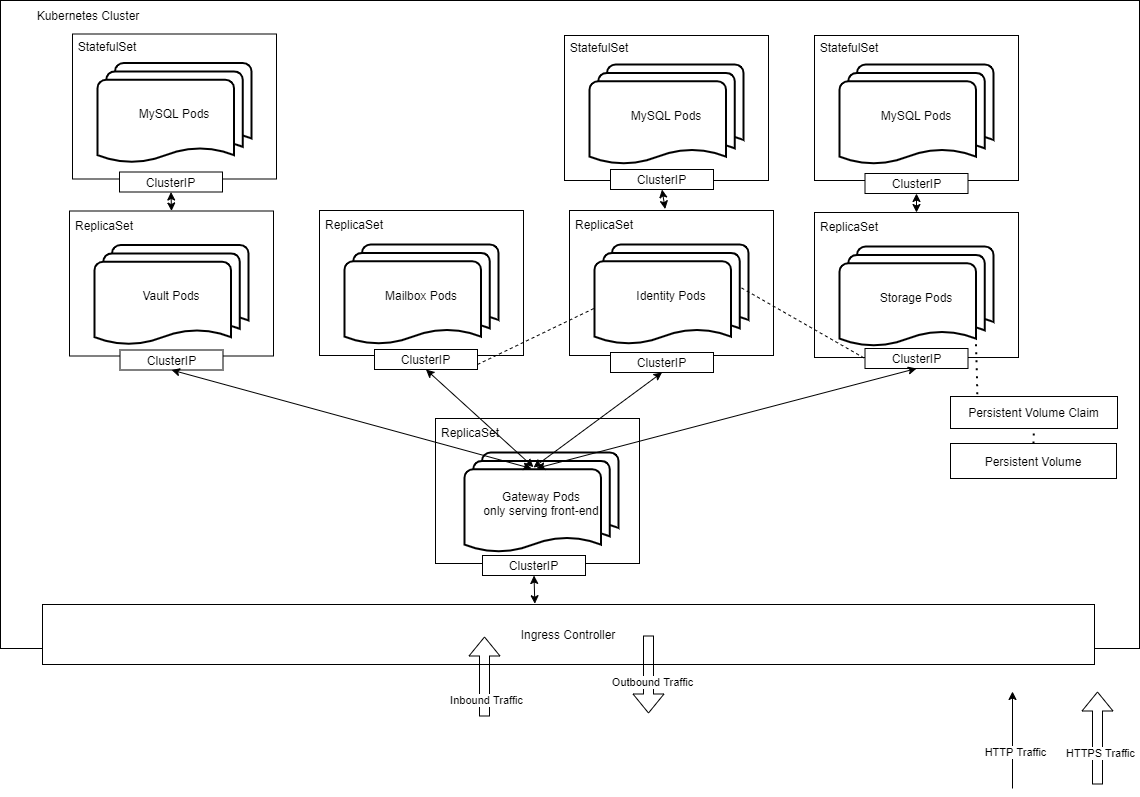 Kubernetes Cluster
StatefulSet
MySQL Pods
ClusterIP
StatefulSet
MySQL Pods
ClusterIP
StatefulSet
MySQL Pods
ClusterIP
ReplicaSet
Vault Pods
ClusterIP
ReplicaSet
Mailbox Pods
ClusterIP
ReplicaSet
Identity Pods
ClusterIP
ReplicaSet
Storage Pods
ClusterIP
Persistent Volume Claim
Persistent Volume
ReplicaSet
Gateway Pods
only serving front-end
ClusterIP
Ingress Controller
Inbound Traffic
Outbound Traffic
HTTP Traffic
HTTPS Traffic